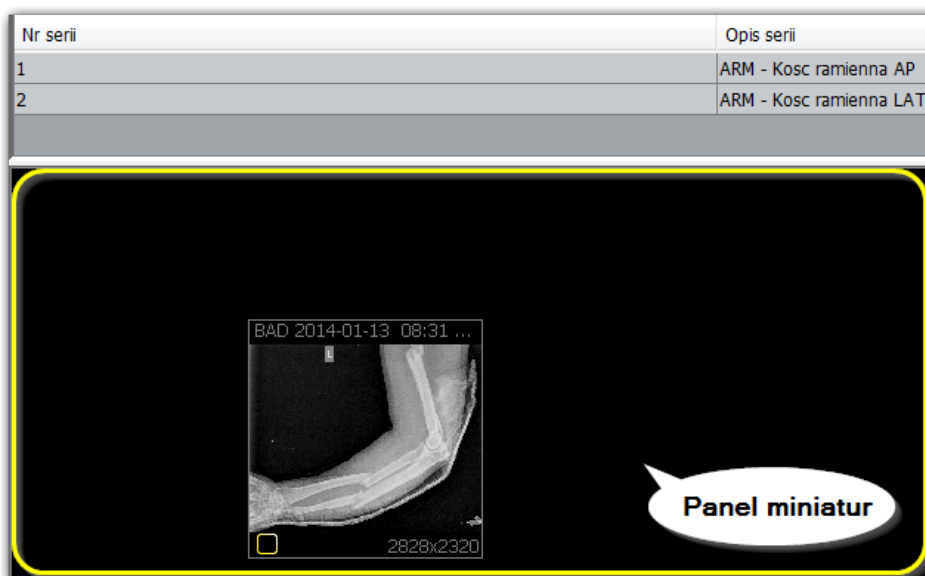 Nr serii Opis serii
1 ARM - Kosc ramienna AP
2 ARM - Kosc ramienna LAT
BAD 2014-01-13 08:31 ...
L
2828x2320
Panel miniatur